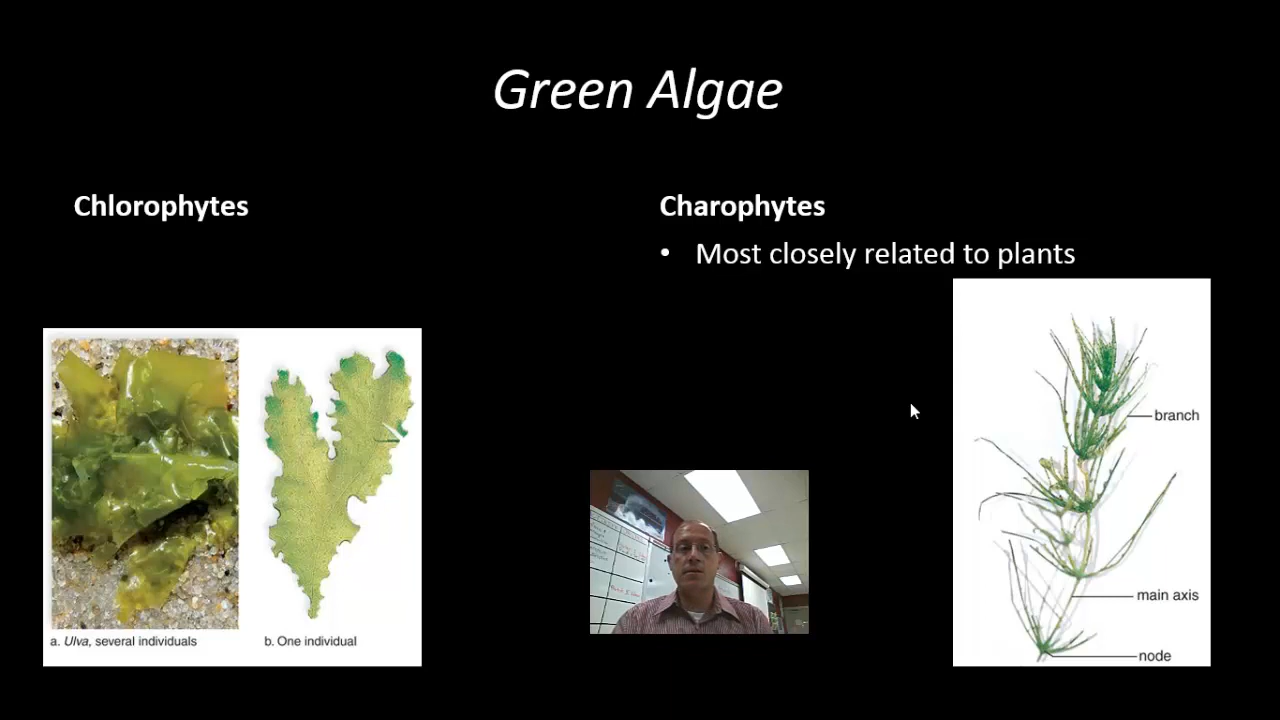 Green Algae
Chlorophytes
Charophytes
• Most closely related to plants
a. Ulva, several individuals
b. One individual
branch
main axis
node